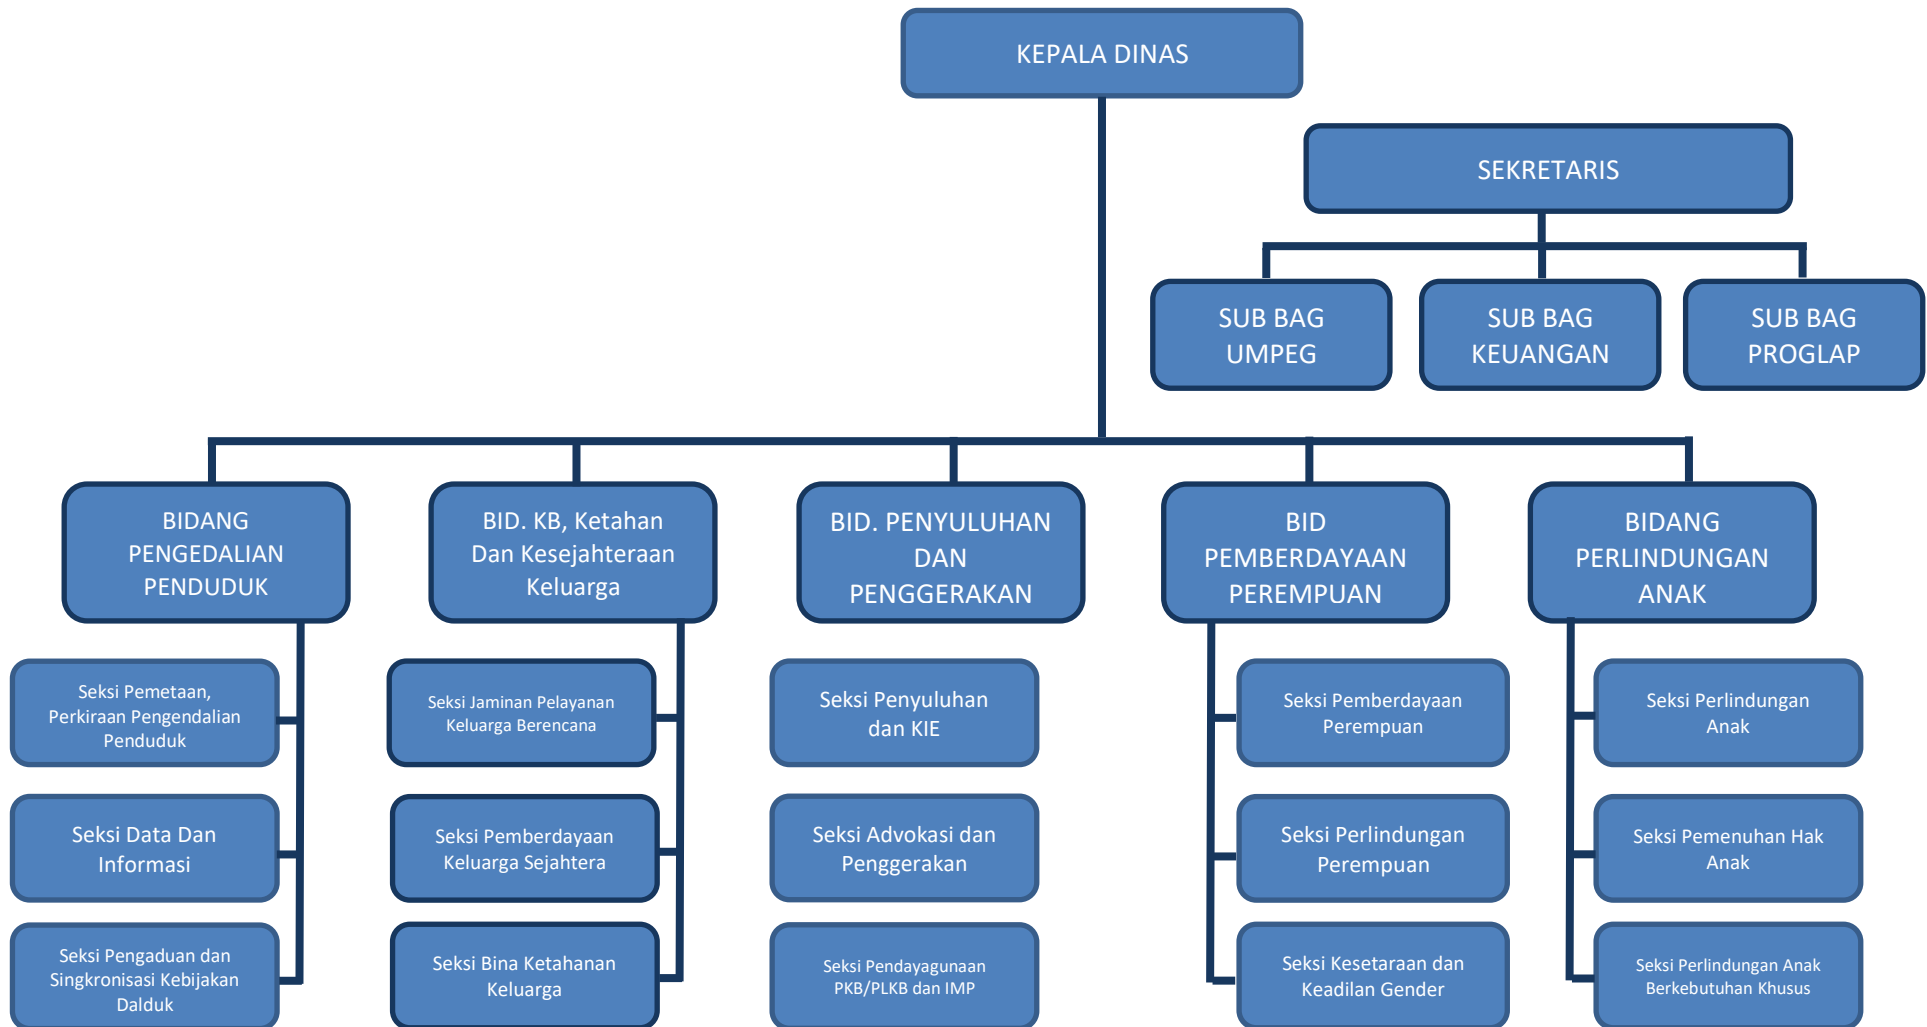 KEPALA DINAS
SEKRETARIS
SUB BAG
UMPEG
SUB BAG
KEUANGAN
SUB BAG
PROGLAP
BIDANG
PENGEDALIAN
PENDUDUK
BID. KB, Ketahan
Dan Kesejahteraan
Keluarga
BID. PENYULUHAN
DAN
PENGGERAKAN
BID
PEMBERDAYAAN
PEREMPUAN
BIDANG
PERLINDUNGAN
ANAK
Seksi Pemetaan,
Perkiraan Pengendalian
Penduduk
Seksi Jaminan Pelayanan
Keluarga Berencana
Seksi Penyuluhan
dan KIE
Seksi Pemberdayaan
Perempuan
Seksi Perlindungan
Anak
Seksi Data Dan
Informasi
Seksi Pemberdayaan
Keluarga Sejahtera
Seksi Advokasi dan
Penggerakan
Seksi Perlindungan
Perempuan
Seksi Pemenuhan Hak
Anak
Seksi Pengaduan dan
Singkronisasi Kebijakan
Dalduk
Seksi Bina Ketahanan
Keluarga
Seksi Pendayagunaan
PKB/PLKB dan IMP
Seksi Kesetaraan dan
Keadilan Gender
Seksi Perlindungan Anak
Berkebutuhan Khusus